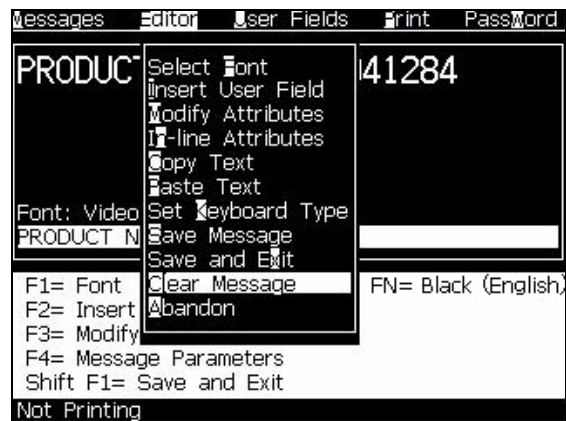 Messages Editor User Fields Print PassWord
PRODUC 041284
Select Font
Insert User Field
Modify Attributes
In-line Attributes
Copy Text
Paste Text
Set Keyboard Type
Save Message
Save and Exit
Clear Message
Abandon
Font: Video
PRODUCT N
F1= Font FN= Black (English)
F2= Insert
F3= Modify
F4= Message Parameters
Shift F1= Save and Exit
Not Printing